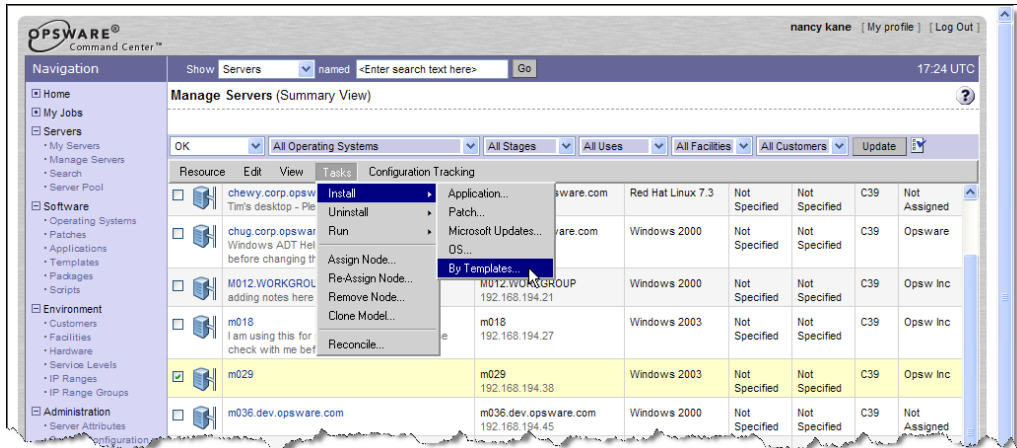 OPSWARE®
Command Center™
nancy kane [ My profile ] [ Log Out ]
Navigation
Show Servers named <Enter search text here> Go 17:24 UTC
Home
My Jobs
Servers
My Servers
Manage Servers
Search
Server Pool
Software
Operating Systems
Patches
Applications
Templates
Packages
Scripts
Environment
Customers
Facilities
Hardware
Service Levels
IP Ranges
IP Range Groups
Administration
Server Attributes
Manage Servers (Summary View) ?
OK All Operating Systems All Stages All Uses All Facilities All Customers Update
Resource Edit View Tasks Configuration Tracking
Install
Uninstall
Run
Assign Node...
Re-Assign Node...
Remove Node...
Clone Model...
Reconcile...
Application...
Patch...
Microsoft Updates...
OS...
By Templates...
chewy.corp.opsw sware.com Red Hat Linux 7.3 Not Specified Not Specified C39 Not Assigned
Tim's desktop - Ple
chug.corp.opswar vare.com Windows 2000 Not Specified Not Specified C39 Opsware
Windows ADT Hel
before changing th
M012.WORKGROU M012.WORKGROUP Windows 2000 Not Specified Not Specified C39 Opsw Inc
adding notes here 192.168.194.21
m018 m018 Windows 2003 Not Specified Not Specified C39 Opsw Inc
I am using this for e 192.168.194.27
check with me bef
m029 m029 Windows 2003 Not Specified Not Specified C39 Opsw Inc
192.168.194.38
m036.dev.opsware.com m036.dev.opsware.com Windows 2000 Not Specified Not Specified C39 Not Assigned
192.168.194.45